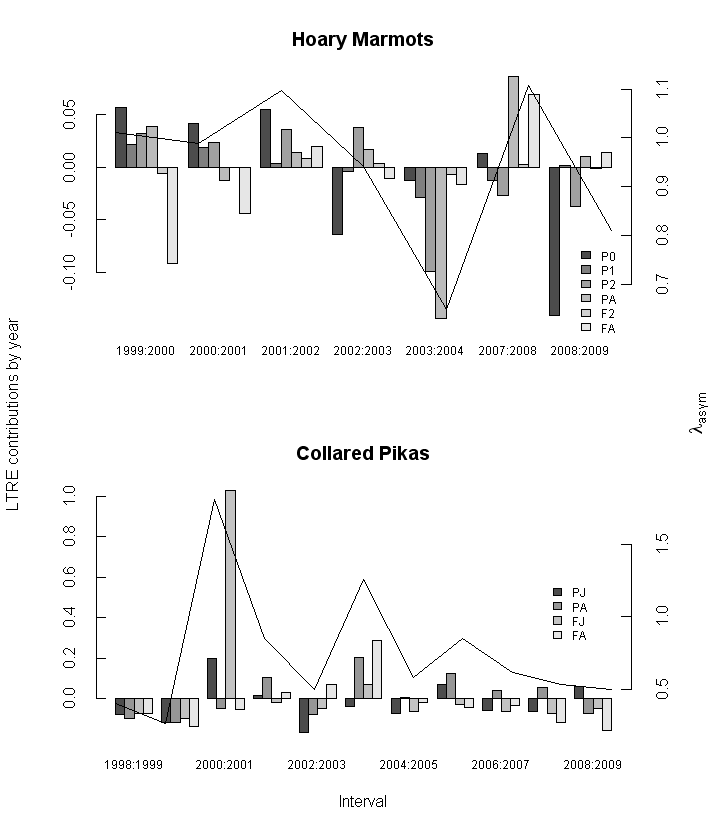 Hoary Marmots
0.05
0.00
-0.05
-0.10
1.1
1.0
0.9
0.8
0.7
P0
P1
P2
PA
F2
FA
1999:2000 2000:2001 2001:2002 2002:2003 2003:2004 2007:2008 2008:2009
LTRE contributions by year
λasym
Collared Pikas
1.0
0.8
0.6
0.4
0.2
0.0
1.5
1.0
0.5
PJ
PA
FJ
FA
1998:1999 2000:2001 2002:2003 2004:2005 2006:2007 2008:2009
Interval